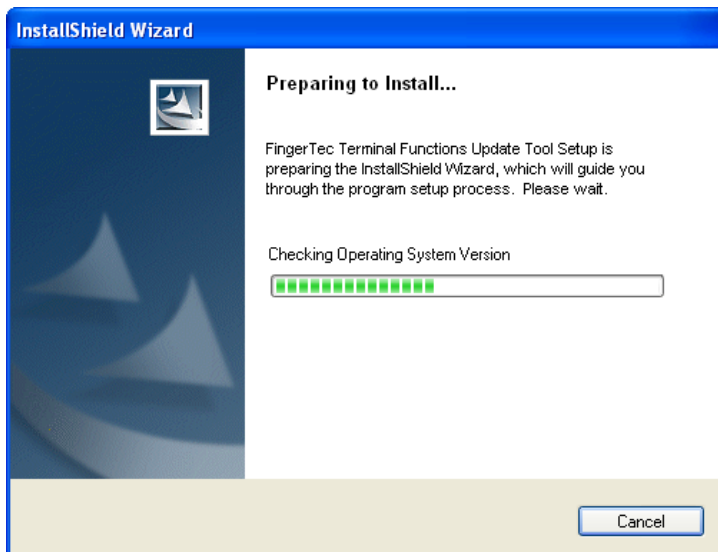 InstallShield Wizard
Preparing to Install...
FingerTec Terminal Functions Update Tool Setup is
preparing the InstallShield Wizard, which will guide you
through the program setup process. Please wait.
Checking Operating System Version
Cancel